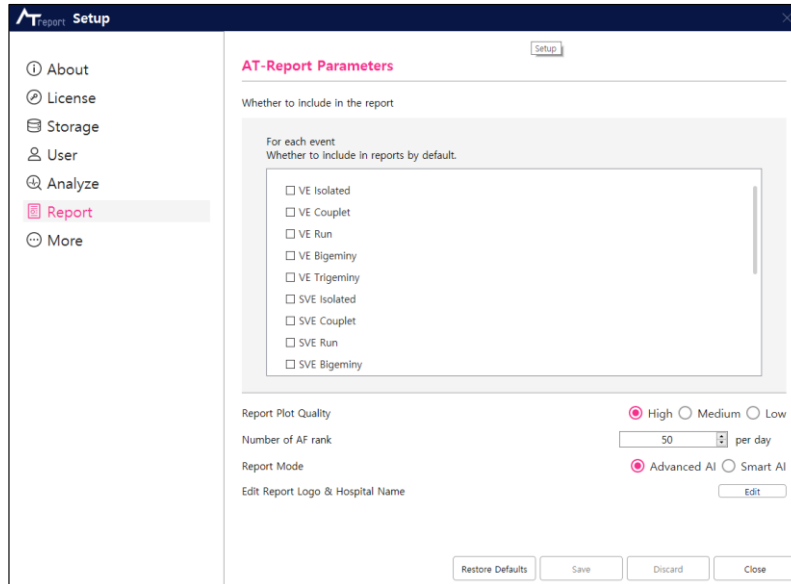 ATreport Setup
Setup
About
License
Storage
User
Analyze
Report
More
AT-Report Parameters
Whether to include in the report
For each event
Whether to include in reports by default.
VE Isolated
VE Couplet
VE Run
VE Bigeminy
VE Trigeminy
SVE Isolated
SVE Couplet
SVE Run
SVE Bigeminy
Report Plot Quality High Medium Low
Number of AF rank 50 per day
Report Mode Advanced AI Smart AI
Edit Report Logo & Hospital Name Edit
Restore Defaults Save Discard Close